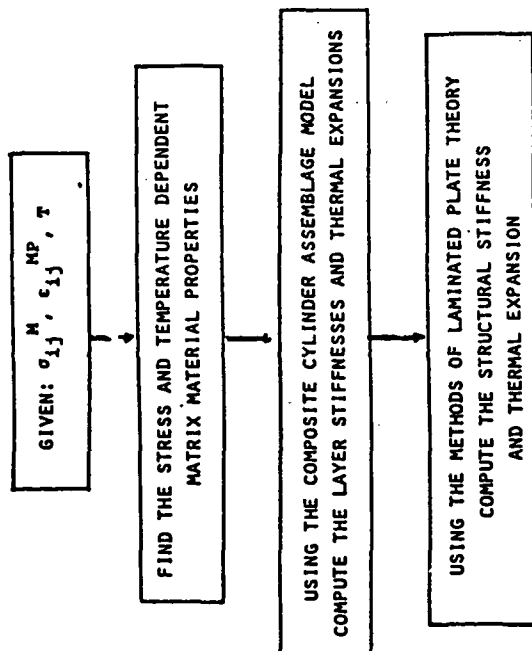 GIVEN: σ_ij^M, ε_ij^MP, T
FIND THE STRESS AND TEMPERATURE DEPENDENT
MATRIX MATERIAL PROPERTIES
USING THE COMPOSITE CYLINDER ASSEMBLAGE MODEL
COMPUTE THE LAYER STIFFNESSES AND THERMAL EXPANSIONS
USING THE METHODS OF LAMINATED PLATE THEORY
COMPUTE THE STRUCTURAL STIFFNESS
AND THERMAL EXPANSION